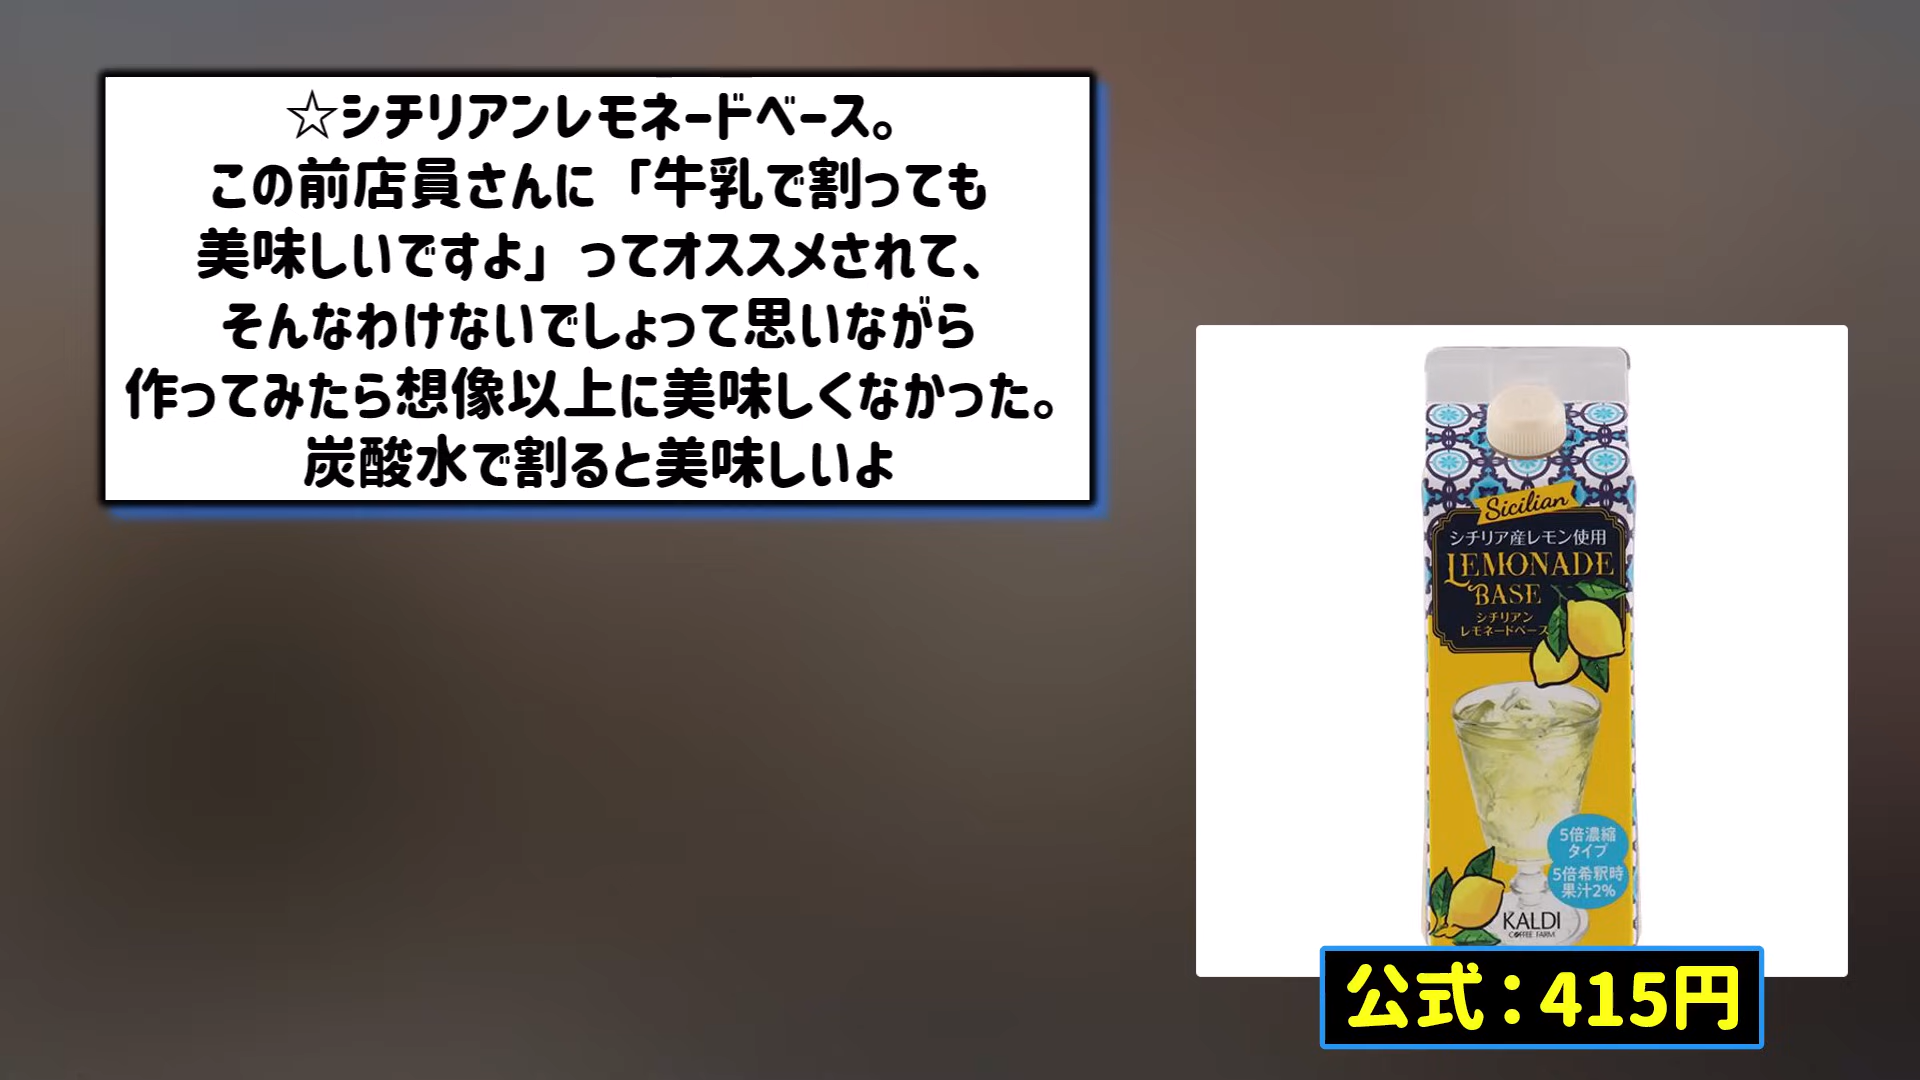 ☆シチリアンレモネードベース。
この前店員さんに「牛乳で割っても
美味しいですよ」ってオススメされて、
そんなわけないでしょって思いながら
作ってみたら想像以上に美味しくなかった。
炭酸水で割ると美味しいよ
Sicilian
シチリア産レモン使用
LEMONADE
BASE
シチリアン
レモネードベース
5倍濃縮
タイプ
5倍希釈時
果汁2%
KALDI
COFFEE FARM
公式：415円